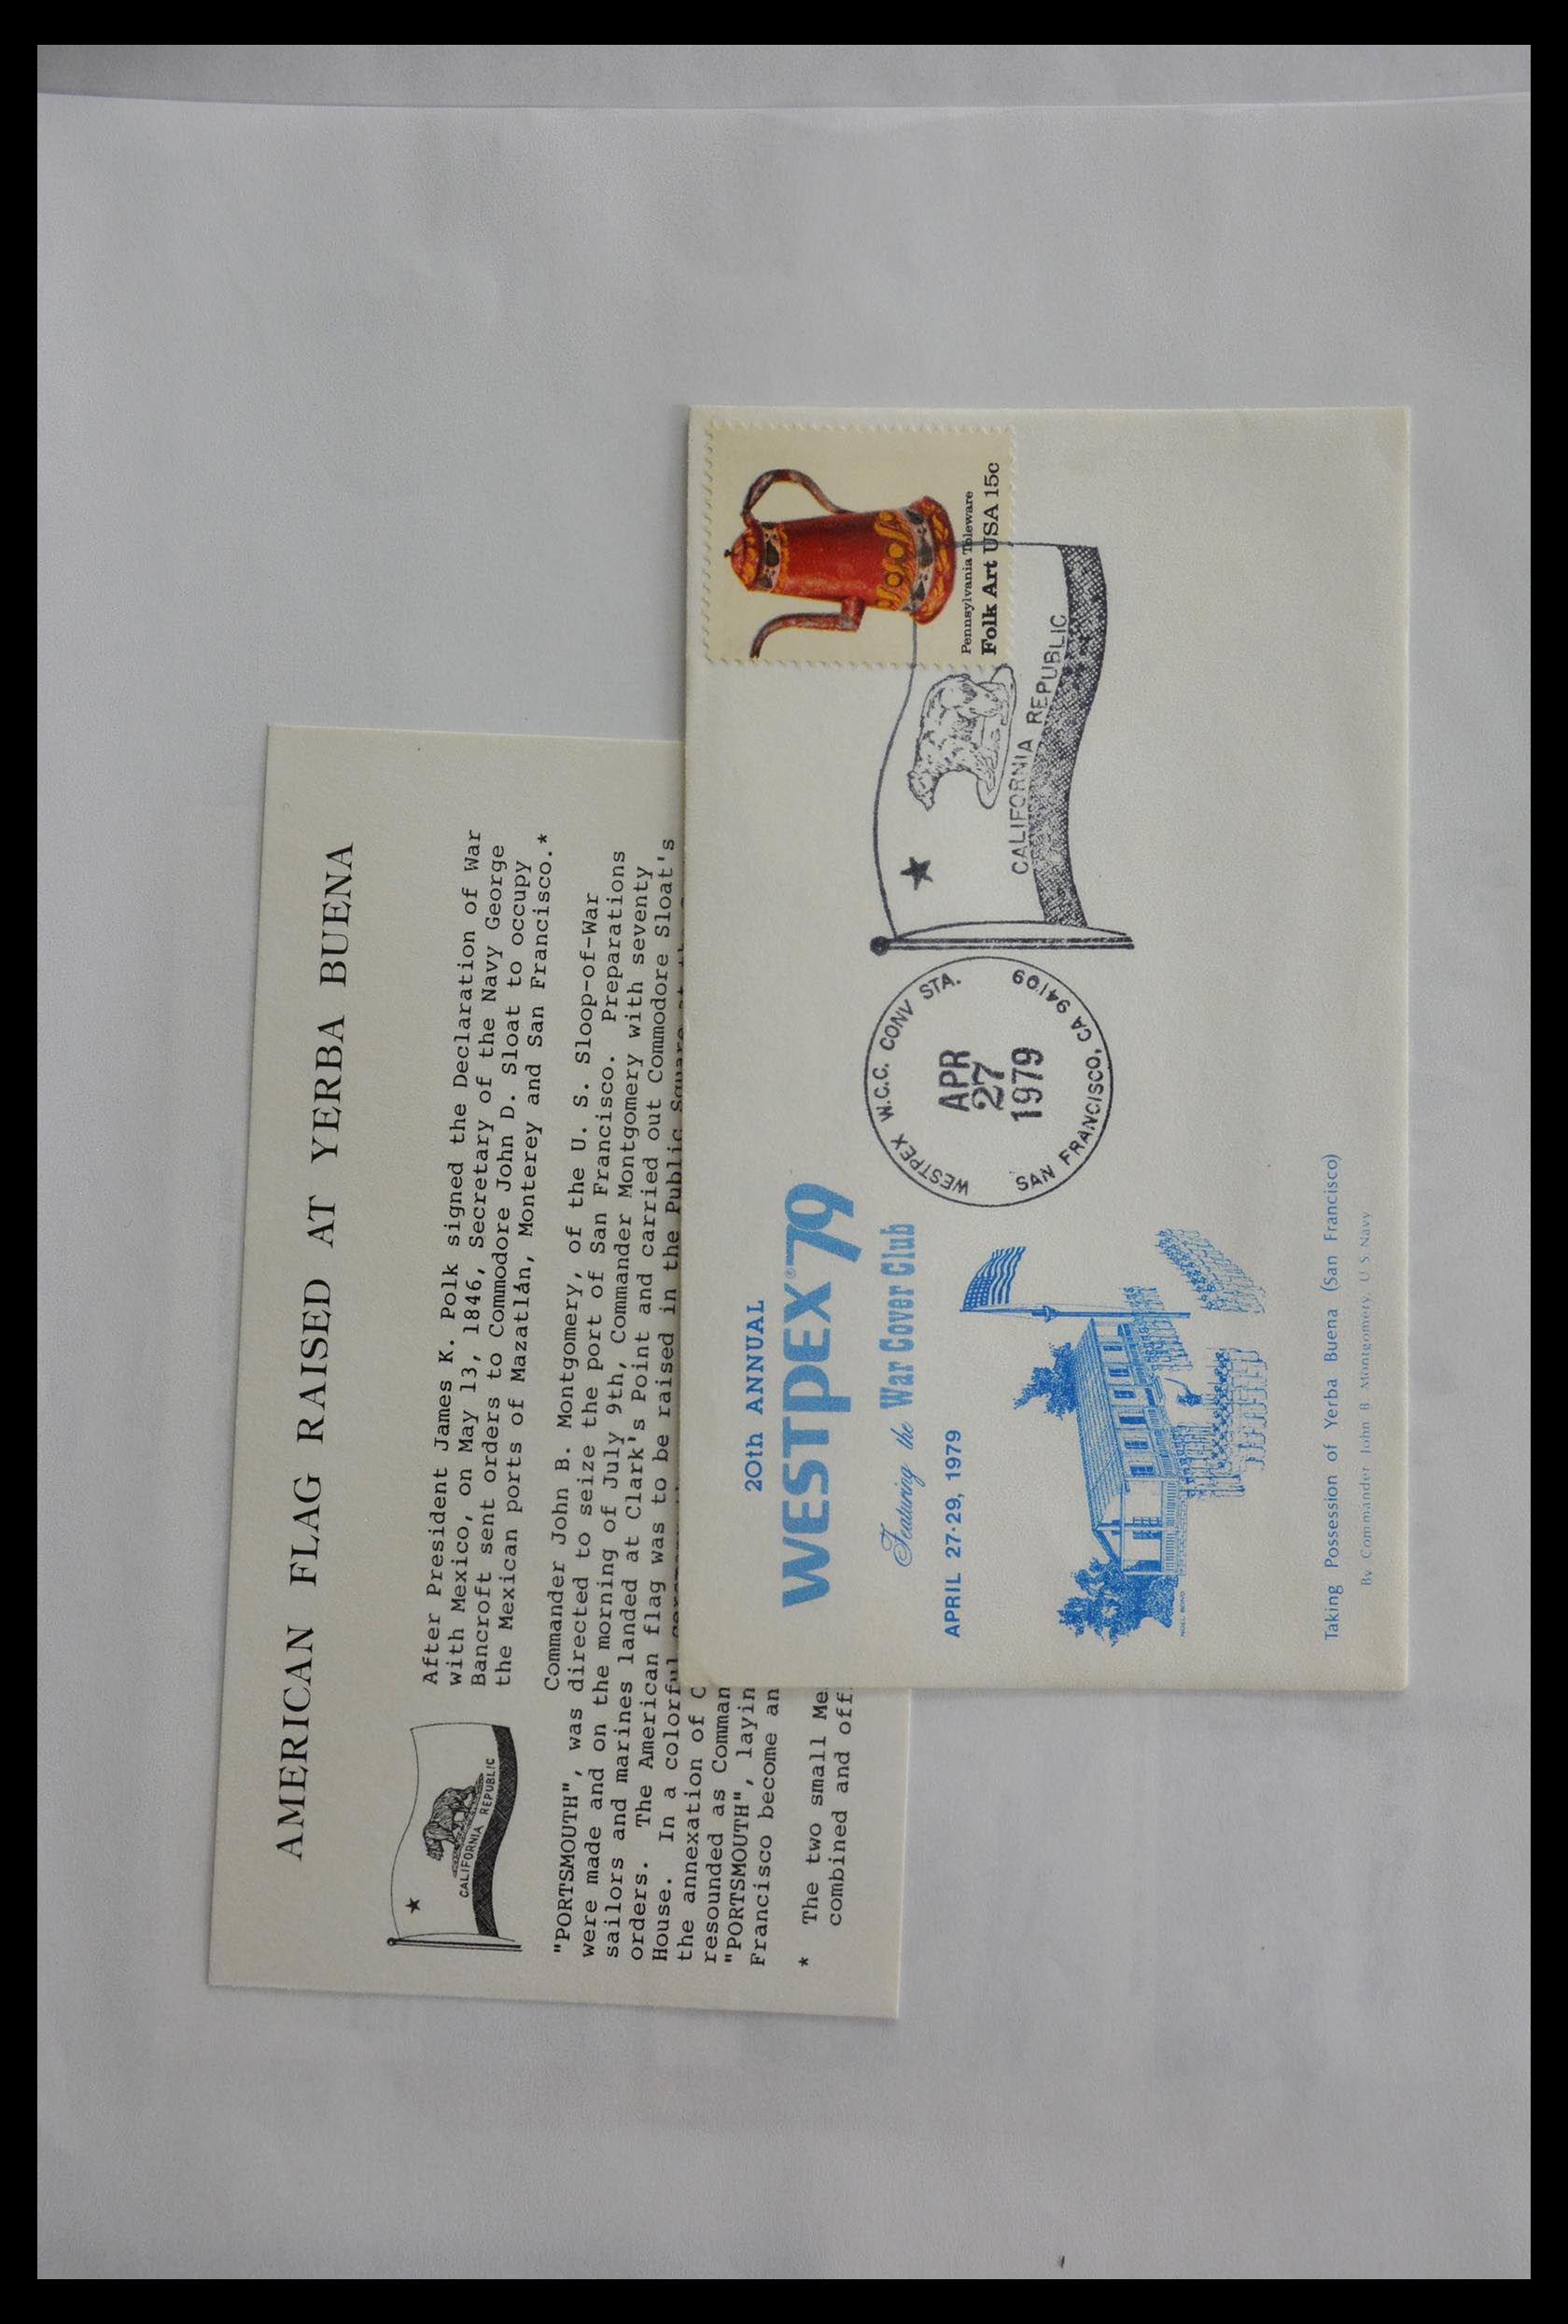 AMERICAN FLAG RAISED AT YERBA BUENA
CALIFORNIA REPUBLIC
After President James K. Polk signed the Declaration of War
with Mexico, on May 13, 1846, Secretary of the Navy George
Bancroft sent orders to Commodore John D. Sloat to occupy
the Mexican ports of Mazatlán, Monterey and San Francisco.*
Commander John B. Montgomery, of the U. S. Sloop-of-War
"PORTSMOUTH", was directed to seize the port of San Francisco. Preparations
were made and on the morning of July 9th, Commander Montgomery with seventy
sailors and marines landed at Clark's Point and carried out Commodore Sloat's
orders. The American flag was to be raised in the Public Square at
House. In a colorful
the annexation of C
resounded as Comman
"PORTSMOUTH", layin
Francisco become an
* The two small Me
combined and off
20th ANNUAL
WESTPEX® '79
Featuring the War Cover Club
APRIL 27-29, 1979
NOEL BOND
Taking Possession of Yerba Buena (San Francisco)
By Commander John B. Montgomery, U.S. Navy
WESTPEX W.C.C. CONV STA.
APR
27
1979
SAN FRANCISCO, CA 94109
CALIFORNIA REPUBLIC
Pennsylvania Toleware
Folk Art USA 15c